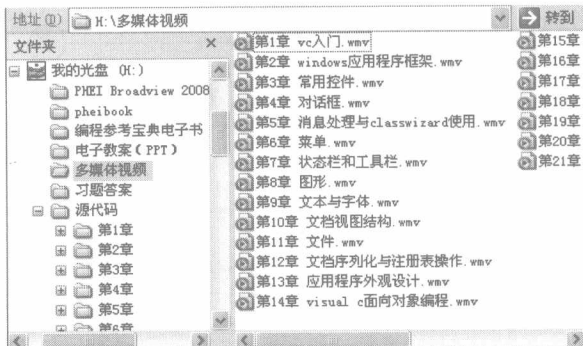 地址(D) H:\多媒体视频 转到
文件夹 ×
我的光盘 (H:)
PHEI Broadview 2008
pheibook
编程参考宝典电子书
电子教案(PPT)
多媒体视频
习题答案
源代码
第1章
第2章
第3章
第4章
第5章
第6章
第1章 vc入门.wmv
第2章 windows应用程序框架.wmv
第3章 常用控件.wmv
第4章 对话框.wmv
第5章 消息处理与classwizard使用.wmv
第6章 菜单.wmv
第7章 状态栏和工具栏.wmv
第8章 图形.wmv
第9章 文本与字体.wmv
第10章 文档视图结构.wmv
第11章 文件.wmv
第12章 文档序列化与注册表操作.wmv
第13章 应用程序外观设计.wmv
第14章 visual c面向对象编程.wmv
第15章
第16章
第17章
第18章
第19章
第20章
第21章